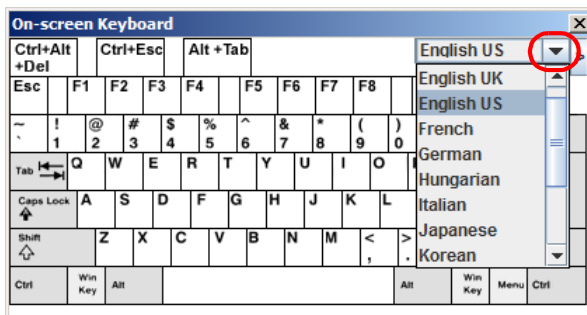 On-screen Keyboard
Ctrl+Alt +Del Ctrl+Esc Alt +Tab English US >
Esc F1 F2 F3 F4 F5 F6 F7 F8
~ ! @ # $ % ^ & * ( )
` 1 2 3 4 5 6 7 8 9 0
Tab Q W E R T Y U I O
Caps Lock A S D F G H J K L
Shift Z X C V B N M < >
, .
Ctrl Win Key Alt Alt Win Key Menu Ctrl
English UK
English US
French
German
Hungarian
Italian
Japanese
Korean